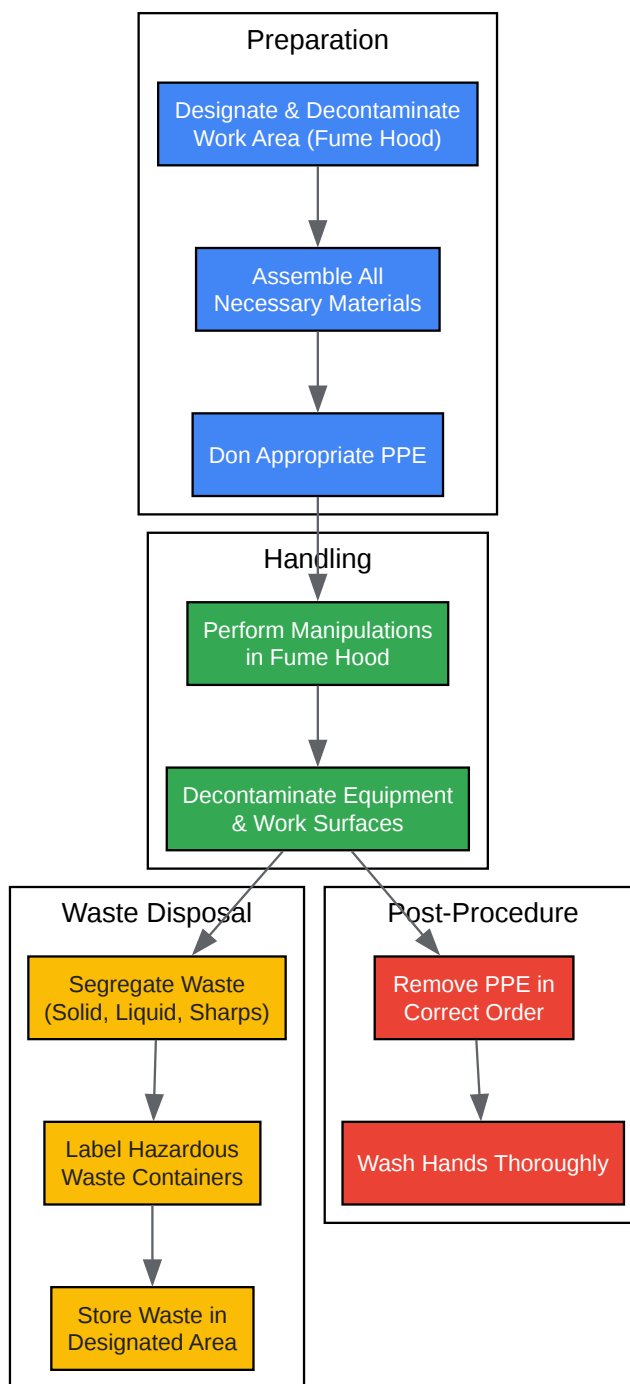 Preparation
Designate & Decontaminate
Work Area (Fume Hood)
Assemble All
Necessary Materials
Don Appropriate PPE
Handling
Perform Manipulations
in Fume Hood
Decontaminate Equipment
& Work Surfaces
Waste Disposal
Segregate Waste
(Solid, Liquid, Sharps)
Label Hazardous
Waste Containers
Store Waste in
Designated Area
Post-Procedure
Remove PPE in
Correct Order
Wash Hands Thoroughly